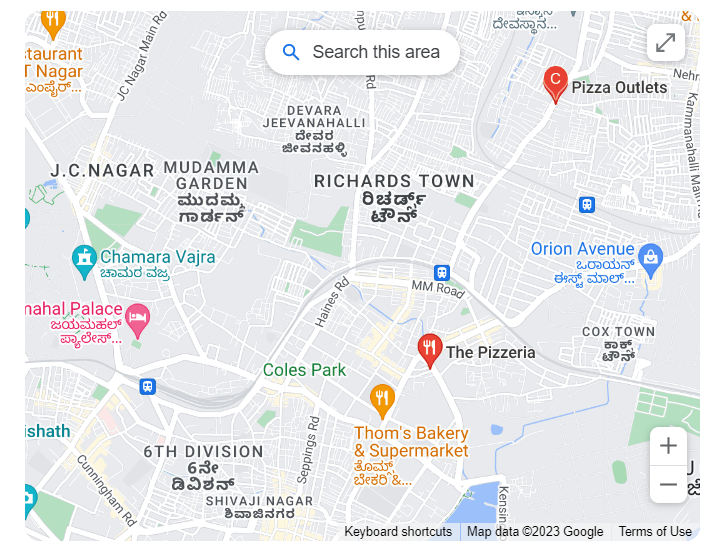 ದೇವಸ್ಥಾನ...
Search this area
staurant
T Nagar
ಎಂಪೈರ್...
JC Nagar Main Rd
C
Pizza Outlets
Nehr
Kammanahalli Main Rd
DEVARA
JEEVANAHALLI
ದೇವರ
ಜೀವನಹಳ್ಳಿ
J.C.NAGAR
MUDAMMA
GARDEN
ಮುದಮ್ಮ
ಗಾರ್ಡನ್
RICHARDS TOWN
ರಿಚರ್ಡ್ಸ್
ಟೌನ್
Orion Avenue
ಒರಾಯನ್
ಈಸ್ಟ್ ಮಾಲ್...
Chamara Vajra
ಚಾಮರ ವಜ್ರ
MM Road
Haines Rd
mahal Palace
ಜಯಮಹಲ್
ಪ್ಯಾಲೇಸ್...
COX TOWN
ಕಾಕ್ಸ್
ಟೌನ್
The Pizzeria
Coles Park
Thom's Bakery
& Supermarket
ತೊಮ್ಸ್
ಬೇಕರಿ &...
ishath
6TH DIVISION
6ನೇ
ಡಿವಿಶನ್
Seppings Rd
Cunningham Rd
SHIVAJI NAGAR
ಶಿವಾಜಿನಗರ
Kensin
Keyboard shortcuts
Map data ©2023 Google
Terms of Use